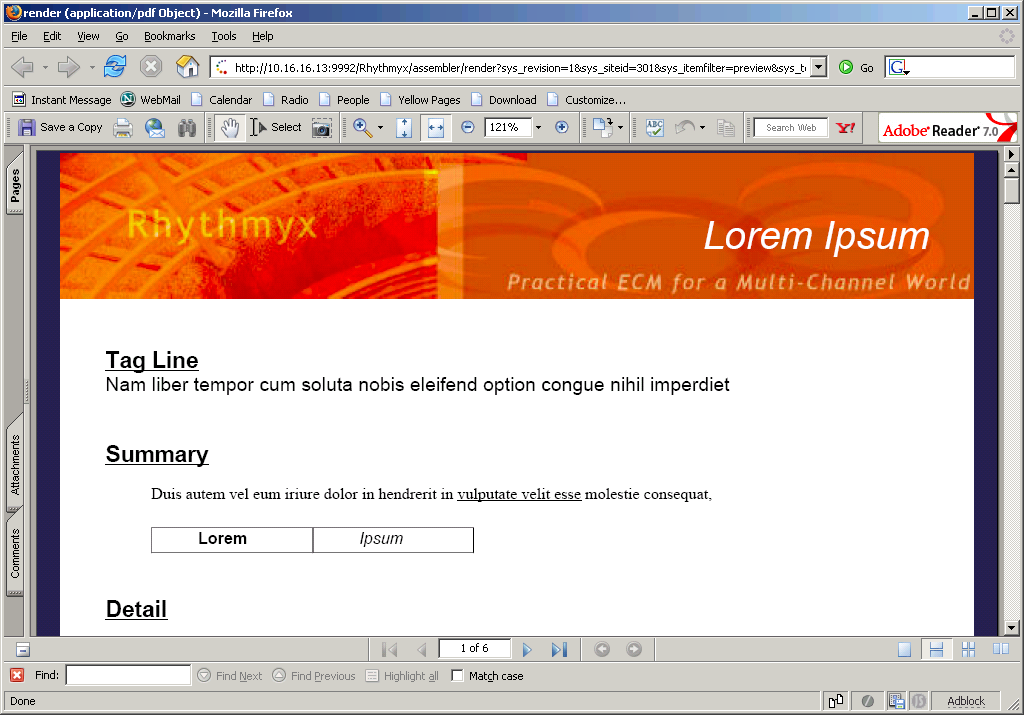 render (application/pdf Object) - Mozilla Firefox
File Edit View Go Bookmarks Tools Help
http://10.16.16.13:9992/Rhythmyx/assembler/render?sys_revision=1&sys_siteid=301&sys_itemfilter=preview&sys_t Go G
Instant Message WebMail Calendar Radio People Yellow Pages Download Customize...
Save a Copy Select 121% ABC Search Web Y! Adobe Reader 7.0
Pages
Attachments
Comments
Rhythmyx
Lorem Ipsum
Practical ECM for a Multi-Channel World
Tag Line
Nam liber tempor cum soluta nobis eleifend option congue nihil imperdiet
Summary
Duis autem vel eum iriure dolor in hendrerit in vulputate velit esse molestie consequat,
Lorem Ipsum
Detail
1 of 6
Find: Find Next Find Previous Highlight all Match case
Done Adblock